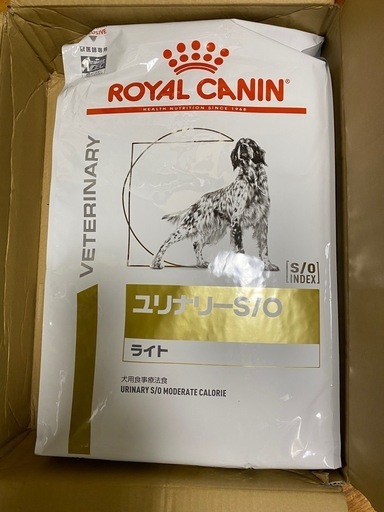 ROYAL CANIN
HEALTH NUTRITION SINCE 1968
VETERINARY
[S/O
INDEX]
ユリナリーS/O
ライト
犬用食事療法食
URINARY S/O MODERATE CALORIE